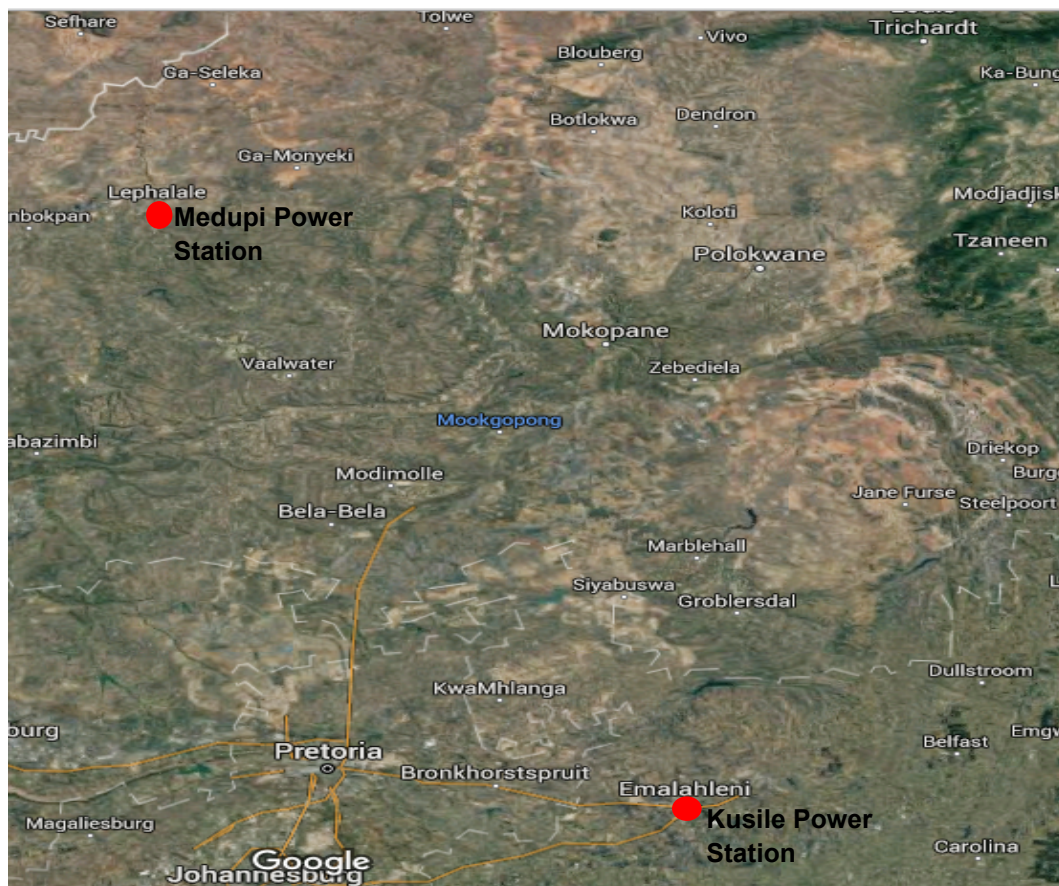 Sefhare
Tolwe
Vivo
Trichardt
Blouberg
Ga-Seleka
Ka-Bung
Dendron
Botlokwa
Ga-Monyeki
Lephalale
Modjadjisk
nbokpan
Medupi Power
Station
Koloti
Tzaneen
Polokwane
Mokopane
Vaalwater
Zebediela
Mookgopong
abazimbi
Driekop
Modimolle
Burg
Jane Furse
Steelpoort
Bela-Bela
Marblehall
Siyabuswa
L
Groblersdal
Dullstroom
KwaMhlanga
ourg
Emgw
Belfast
Pretoria
Bronkhorstspruit
Emalahleni
Magaliesburg
Kusile Power
Station
Carolina
Google
Johannesburg